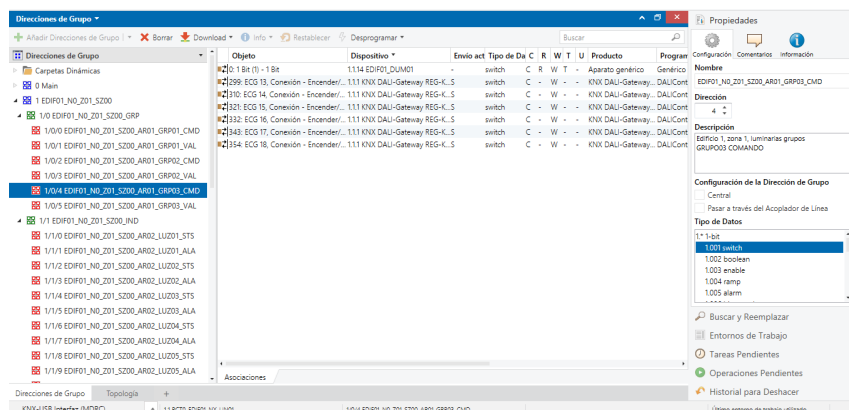 Direcciones de Grupo
Añadir Direcciones de Grupo Borrar Download Info Restablecer Desprogramar Buscar
Direcciones de Grupo
Carpetas Dinámicas
0 Main
1 EDIF01_N0_Z01_SZ00
1/0 EDIF01_N0_Z01_SZ00_GRP
1/0/0 EDIF01_N0_Z01_SZ00_AR01_GRP01_CMD
1/0/1 EDIF01_N0_Z01_SZ00_AR01_GRP01_VAL
1/0/2 EDIF01_N0_Z01_SZ00_AR01_GRP02_CMD
1/0/3 EDIF01_N0_Z01_SZ00_AR01_GRP02_VAL
1/0/4 EDIF01_N0_Z01_SZ00_AR01_GRP03_CMD
1/0/5 EDIF01_N0_Z01_SZ00_AR01_GRP03_VAL
1/1 EDIF01_N0_Z01_SZ00_IND
1/1/0 EDIF01_N0_Z01_SZ00_AR02_LUZ01_STS
1/1/1 EDIF01_N0_Z01_SZ00_AR02_LUZ01_ALA
1/1/2 EDIF01_N0_Z01_SZ00_AR02_LUZ02_STS
1/1/3 EDIF01_N0_Z01_SZ00_AR02_LUZ02_ALA
1/1/4 EDIF01_N0_Z01_SZ00_AR02_LUZ03_STS
1/1/5 EDIF01_N0_Z01_SZ00_AR02_LUZ03_ALA
1/1/6 EDIF01_N0_Z01_SZ00_AR02_LUZ04_STS
1/1/7 EDIF01_N0_Z01_SZ00_AR02_LUZ04_ALA
1/1/8 EDIF01_N0_Z01_SZ00_AR02_LUZ05_STS
1/1/9 EDIF01_N0_Z01_SZ00_AR02_LUZ05_ALA
Objeto Dispositivo Envío act Tipo de Da C R W T U Producto Program
0: 1 Bit (1) - 1 Bit 1.1.14 EDIF01_DUM01 - switch C R W T - Aparato genérico Genérico
299: ECG 13, Conexión - Encender/... 1.1.1 KNX DALI-Gateway REG-K... S switch C - W - - KNX DALI-Gateway... DALICont
310: ECG 14, Conexión - Encender/... 1.1.1 KNX DALI-Gateway REG-K... S switch C - W - - KNX DALI-Gateway... DALICont
321: ECG 15, Conexión - Encender/... 1.1.1 KNX DALI-Gateway REG-K... S switch C - W - - KNX DALI-Gateway... DALICont
332: ECG 16, Conexión - Encender/... 1.1.1 KNX DALI-Gateway REG-K... S switch C - W - - KNX DALI-Gateway... DALICont
343: ECG 17, Conexión - Encender/... 1.1.1 KNX DALI-Gateway REG-K... S switch C - W - - KNX DALI-Gateway... DALICont
354: ECG 18, Conexión - Encender/... 1.1.1 KNX DALI-Gateway REG-K... S switch C - W - - KNX DALI-Gateway... DALICont
Asociaciones
Direcciones de Grupo Topología +
Propiedades
Configuración Comentarios Información
Nombre
EDIF01_N0_Z01_SZ00_AR01_GRP03_CMD
Dirección
4
Descripción
Edificio 1, zona 1, luminarias grupos
GRUPO03 COMANDO
Configuración de la Dirección de Grupo
Central
Pasar a través del Acoplador de Línea
Tipo de Datos
1.* 1-bit
1.001 switch
1.002 boolean
1.003 enable
1.004 ramp
1.005 alarm
Buscar y Reemplazar
Entornos de Trabajo
Tareas Pendientes
Operaciones Pendientes
Historial para Deshacer
KNX-USB Interfaz (MDRC)
1/0/4 EDIF01_N0_Z01_SZ00_AR01_GRP03_CMD
Último entorno de trabajo utilizado